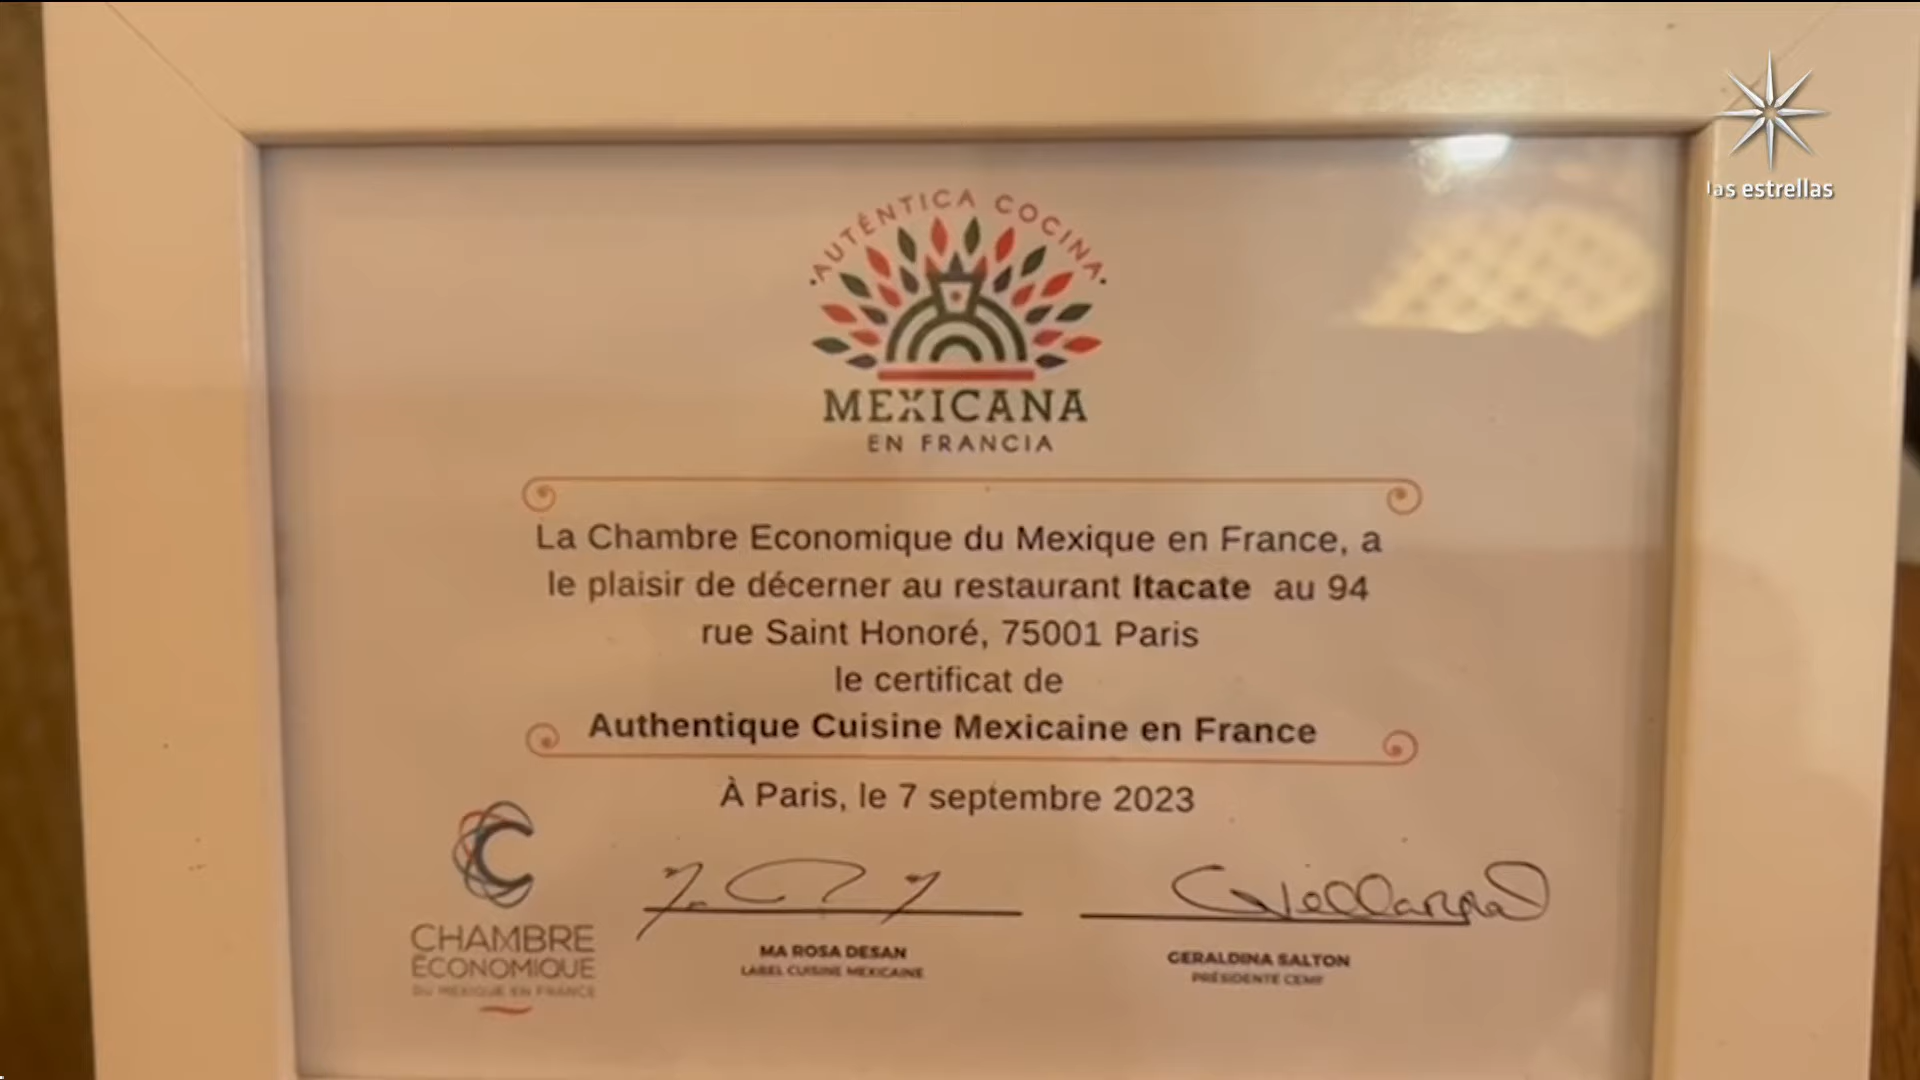 las estrellas
· AUTÉNTICA COCINA ·
MEXICANA
EN FRANCIA
La Chambre Economique du Mexique en France, a
le plaisir de décerner au restaurant Itacate au 94
rue Saint Honoré, 75001 Paris
le certificat de
Authentique Cuisine Mexicaine en France
À Paris, le 7 septembre 2023
CHAMBRE
ÉCONOMIQUE
DU MEXIQUE EN FRANCE
MA ROSA DESAN
LABEL CUISINE MEXICAINE
GERALDINA SALTON
PRÉSIDENTE CEMF